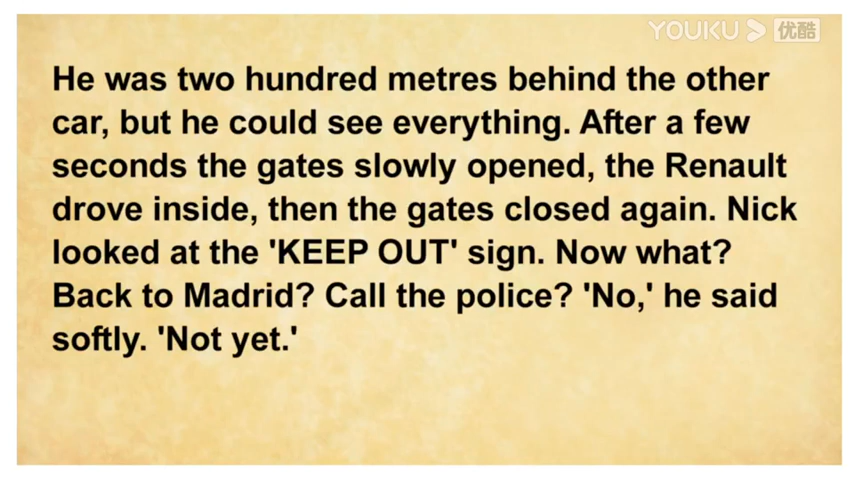 YOUKU 优酷
He was two hundred metres behind the other
car, but he could see everything. After a few
seconds the gates slowly opened, the Renault
drove inside, then the gates closed again. Nick
looked at the 'KEEP OUT' sign. Now what?
Back to Madrid? Call the police? 'No,' he said
softly. 'Not yet.'